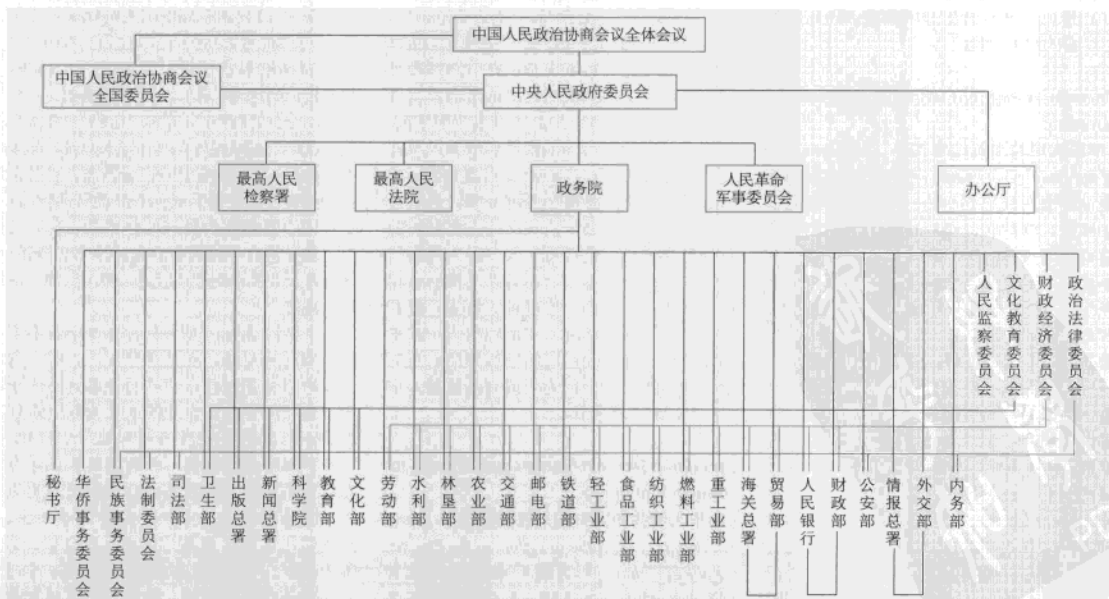 中国人民政治协商会议全体会议
中国人民政治协商会议
全国委员会
中央人民政府委员会
最高人民
检察署
最高人民
法院
政务院
人民革命
军事委员会
办公厅
人民监察委员会
文化教育委员会
财政经济委员会
政治法律委员会
秘书厅
华侨事务委员会
民族事务委员会
法制委员会
司法部
卫生部
出版总署
新闻总署
科学院
教育部
文化部
劳动部
水利部
林垦部
农业部
交通部
邮电部
铁道部
轻工业部
食品工业部
纺织工业部
燃料工业部
重工业部
海关总署
贸易部
人民银行
财政部
公安部
情报总署
外交部
内务部